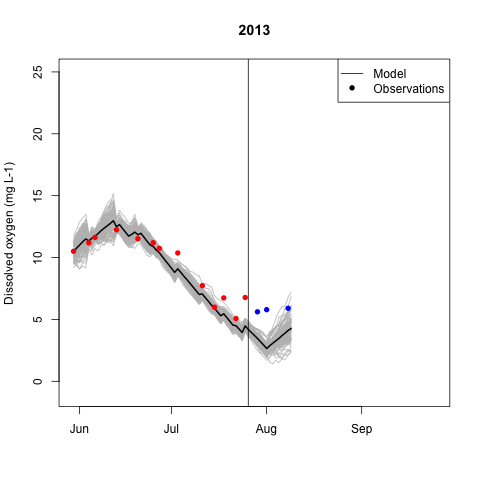 2013
Model
Observations
Dissolved oxygen (mg L-1)
25
20
15
10
5
0
Jun
Jul
Aug
Sep